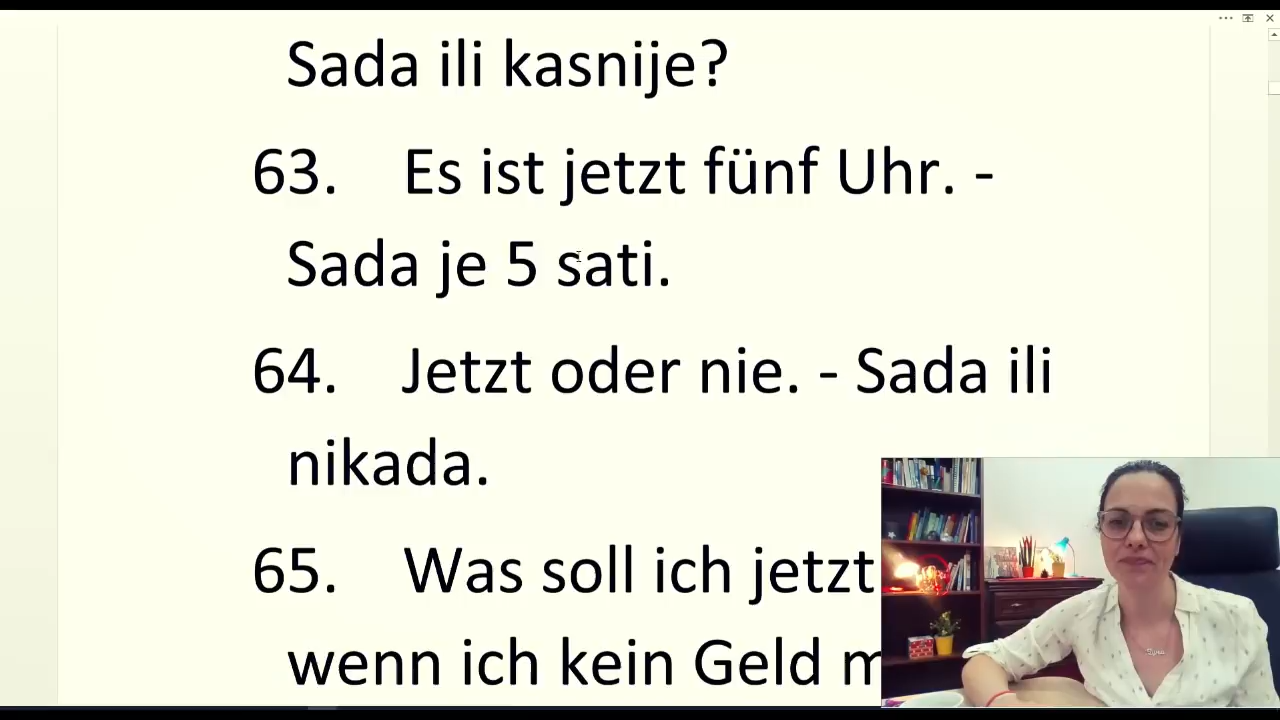 Sada ili kasnije?
63. Es ist jetzt fünf Uhr. -
Sada je 5 sati.
64. Jetzt oder nie. - Sada ili
nikada.
65. Was soll ich jetzt
wenn ich kein Geld